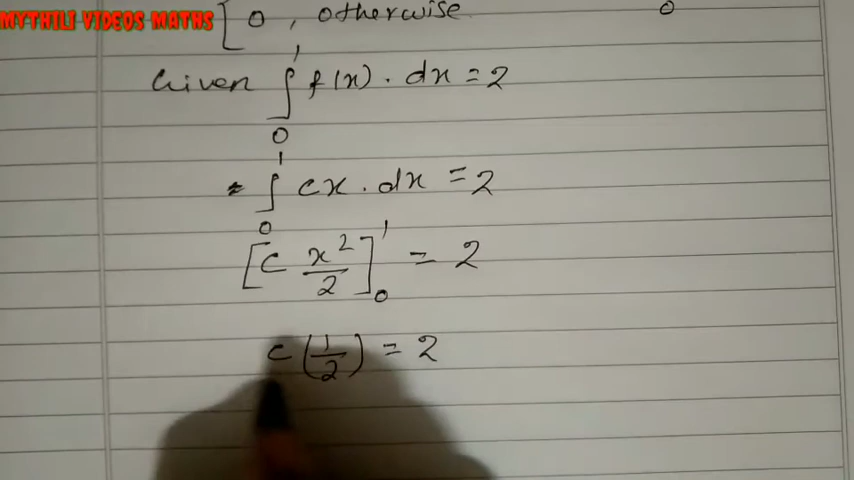 MYTHILI VIDEOS MATHS
[ 0 , otherwise 0
Given ∫₀¹ f(x) . dx = 2
∫₀¹ cx . dx = 2
[c x²/2]₀¹ = 2
c(1/2) = 2